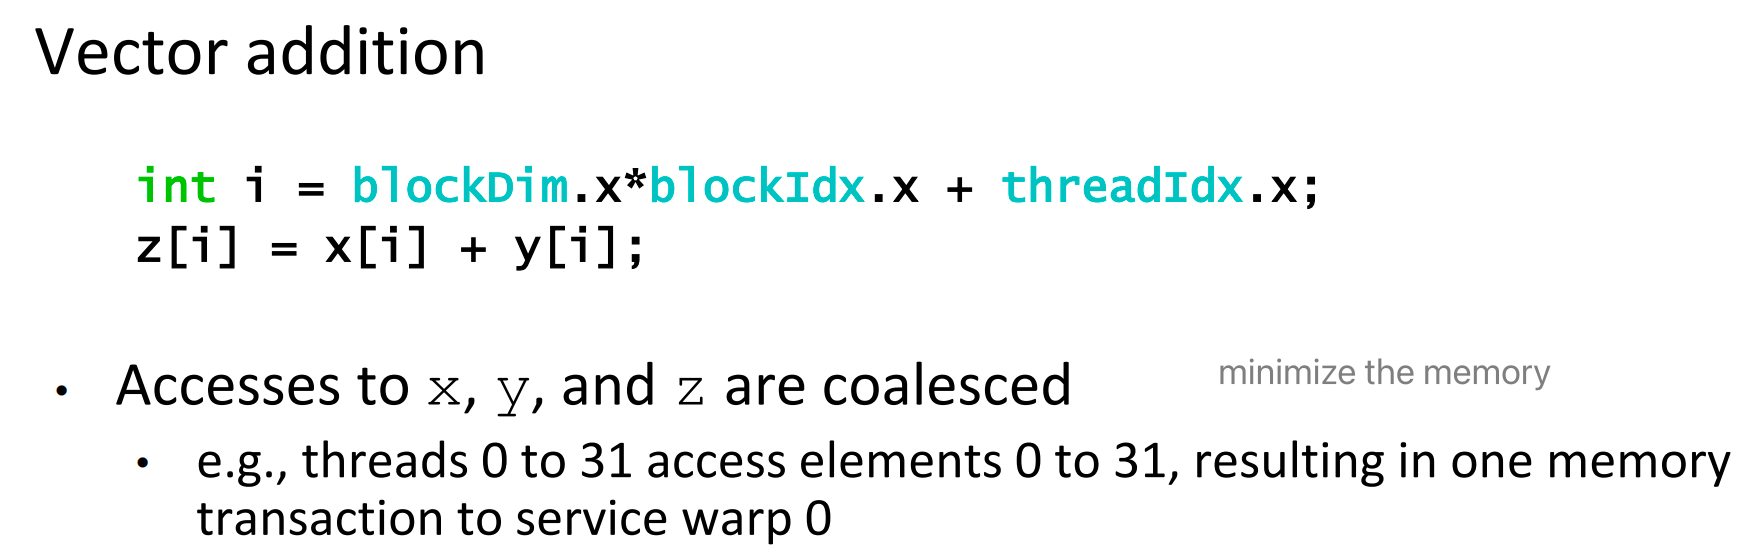 Vector addition
int i = blockDim.x*blockIdx.x + threadIdx.x;
z[i] = x[i] + y[i];
• Accesses to x, y, and z are coalesced
minimize the memory
• e.g., threads 0 to 31 access elements 0 to 31, resulting in one memory
transaction to service warp 0